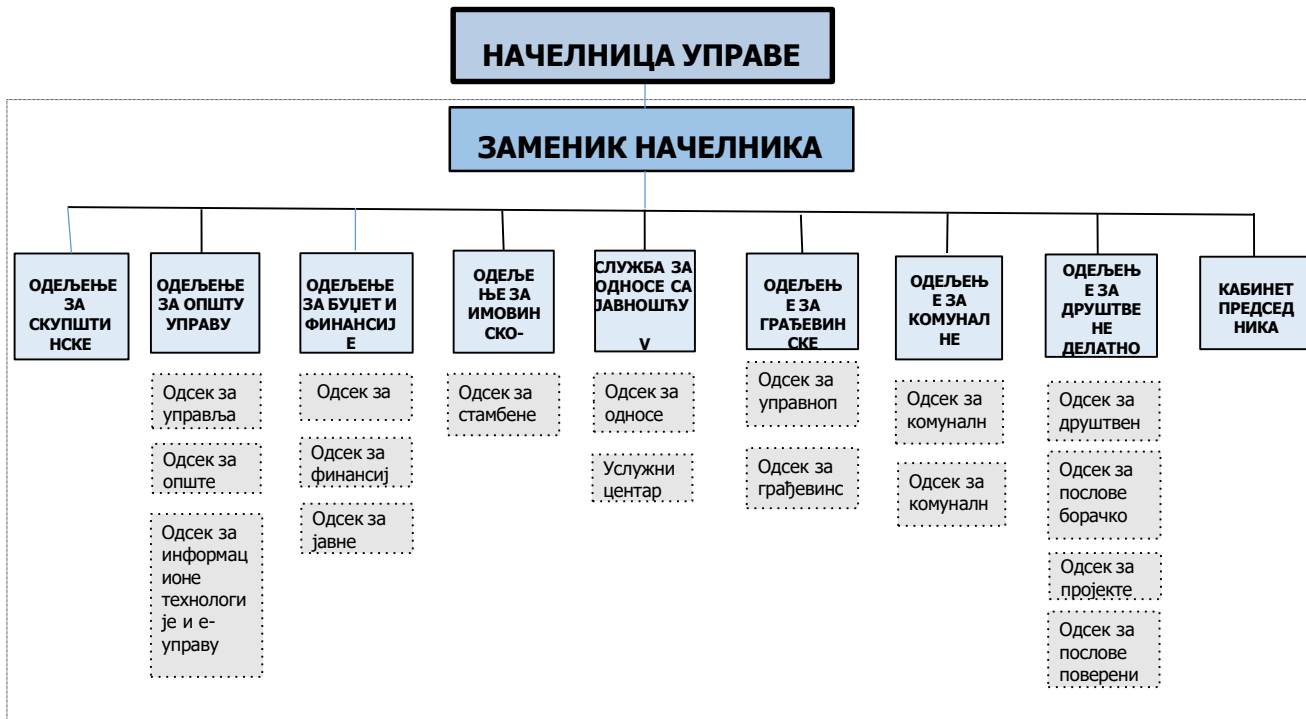 НАЧЕЛНИЦА УПРАВЕ
ЗАМЕНИК НАЧЕЛНИКА
ОДЕЉЕЊЕ
ЗА
СКУПШТИ
НСКЕ
ОДЕЉЕЊЕ
ЗА ОПШТУ
УПРАВУ
ОДЕЉЕЊЕ
ЗА БУЏЕТ И
ФИНАНСИЈ
Е
ОДЕЉЕ
ЊЕ ЗА
ИМОВИН
СКО-
СЛУЖБА ЗА
ОДНОСЕ СА
ЈАВНОШЋУ
ОДЕЉЕЊ
Е ЗА
ГРАЂЕВИН
СКЕ
ОДЕЉЕЊ
Е ЗА
КОМУНАЛ
НЕ
ОДЕЉЕЊ
Е ЗА
ДРУШТВЕ
НЕ
ДЕЛАТНО
КАБИНЕТ
ПРЕДСЕД
НИКА
Одсек за
управља
Одсек за
опште
Одсек за
информац
ионе
технологи
је и е-
управу
Одсек за
Одсек за
финансиј
Одсек за
јавне
Одсек за
стамбене
Одсек за
односе
Услужни
центар
Одсек за
управноп
Одсек за
грађевинс
Одсек за
комуналн
Одсек за
комуналн
Одсек за
друштвен
Одсек за
послове
борачко
Одсек за
пројекте
Одсек за
послове
поверени